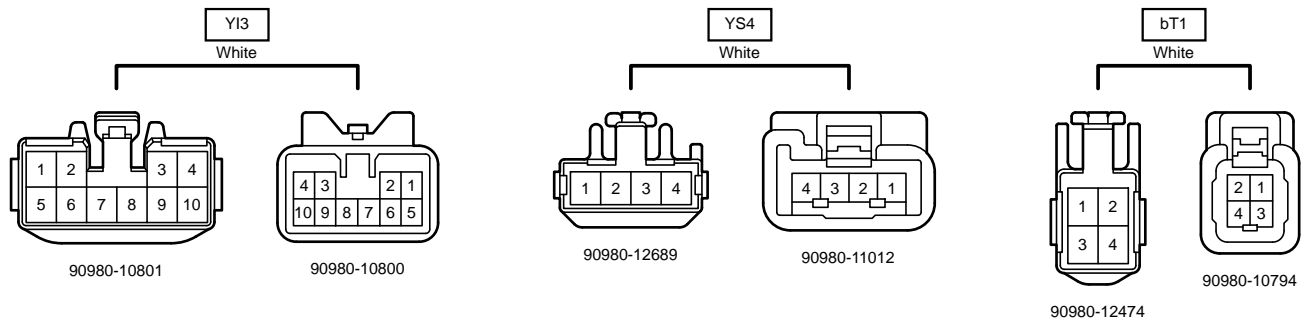 YI3
White
1 2 3 4
5 6 7 8 9 10
90980-10801
4 3 2 1
10 9 8 7 6 5
90980-10800
YS4
White
1 2 3 4
90980-12689
4 3 2 1
90980-11012
bT1
White
1 2
3 4
90980-12474
2 1
4 3
90980-10794